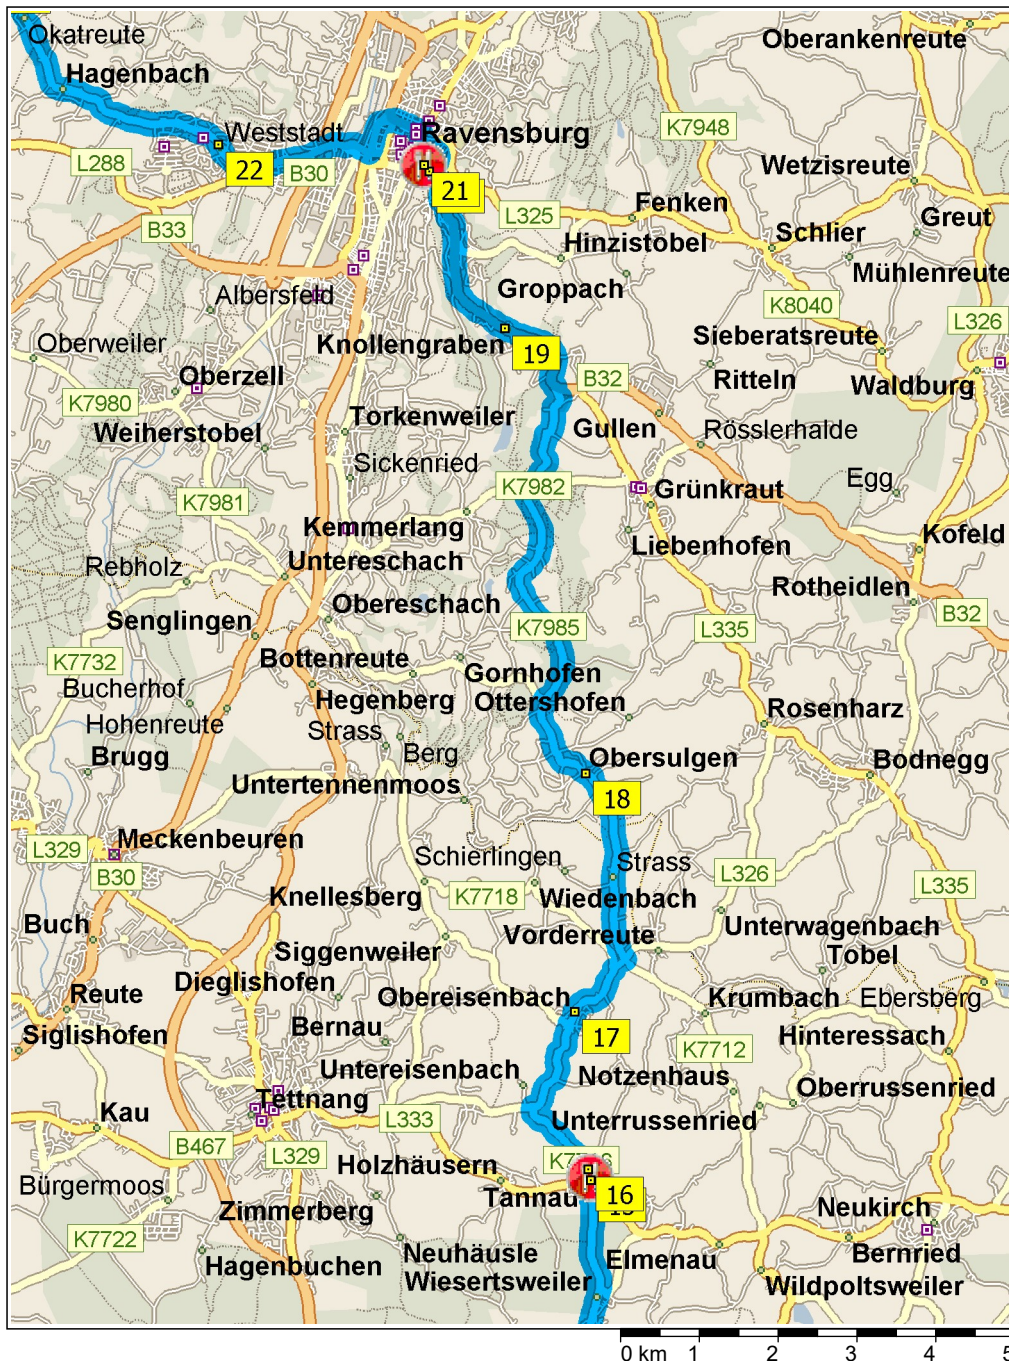 Okatreute
Oberankenreute
Hagenbach
K7948
Weststadt
Ravensburg
L288
22
B30
Wetzisreute
21
L325
Fenken
Greut
B33
Hinzistobel
Schlier
Mühlenreute
Albersfeld
Groppach
K8040
L326
Oberweiler
Knollengraben
19
Sieberatsreute
Oberzell
B32
Ritteln
Waldburg
K7980
Torkenweiler
Gullen
Rösslerhalde
Weiherstobel
Sickenried
K7982
Grünkraut
Egg
K7981
Kemmerlang
Liebenhofen
Kofeld
Rebholz
Untereschach
Rotheidlen
Obereschach
B32
Senglingen
K7985
L335
K7732
Bottenreute
Gornhofen
Bucherhof
Hegenberg
Ottershofen
Hohenreute
Strass
Rosenharz
Brugg
Berg
Obersulgen
Bodnegg
Untertennenmoos
18
Meckenbeuren
L329
Schierlingen
Strass
B30
L326
L335
Knellesberg
K7718
Wiedenbach
Buch
Unterwagenbach
Siggenweiler
Vorderreute
Tobel
Dieglishofen
Reute
Obereisenbach
Krumbach
Ebersberg
Siglishofen
Bernau
17
Hinteressach
K7712
Untereisenbach
Notzenhaus
Oberrussenried
Tettnang
Kau
L333
Unterrussenried
B467
L329
Holzhäusern
Bürgermoos
Tannau
16
Zimmerberg
Neukirch
K7722
Neuhäusle
Elmenau
Bernried
Hagenbuchen
Wiesertsweiler
Wildpoltsweiler
0 km 1 2 3 4 5